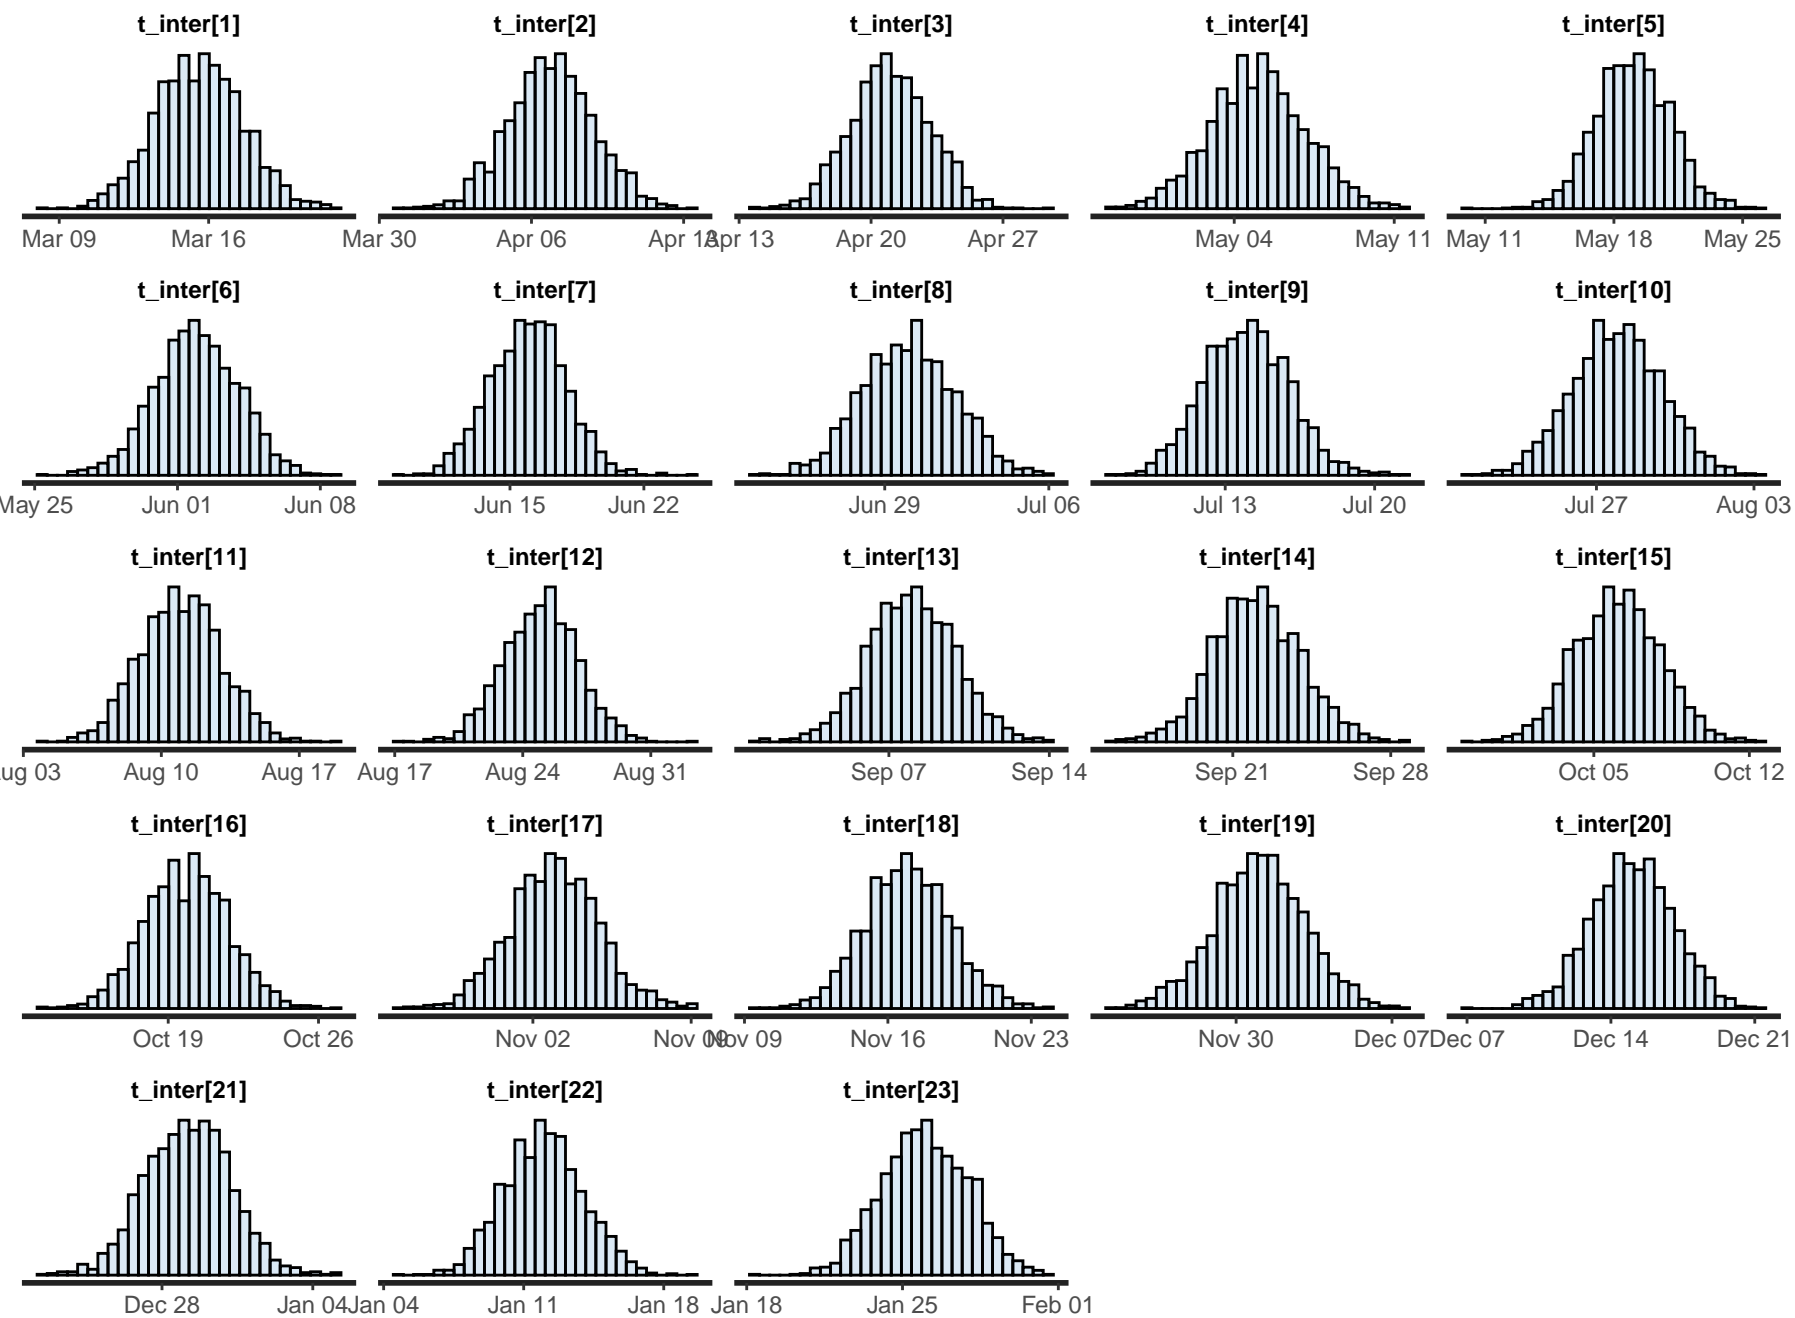 t_inter[1] t_inter[2] t_inter[3] t_inter[4] t_inter[5]
Mar 09 Mar 16 Mar 30 Apr 06 Apr 13 Apr 13 Apr 20 Apr 27 May 04 May 11 May 11 May 18 May 25
t_inter[6] t_inter[7] t_inter[8] t_inter[9] t_inter[10]
May 25 Jun 01 Jun 08 Jun 15 Jun 22 Jun 29 Jul 06 Jul 13 Jul 20 Jul 27 Aug 03
t_inter[11] t_inter[12] t_inter[13] t_inter[14] t_inter[15]
ug 03 Aug 10 Aug 17 Aug 17 Aug 24 Aug 31 Sep 07 Sep 14 Sep 21 Sep 28 Oct 05 Oct 12
t_inter[16] t_inter[17] t_inter[18] t_inter[19] t_inter[20]
Oct 19 Oct 26 Nov 02 Nov 09 Nov 09 Nov 16 Nov 23 Nov 30 Dec 07 Dec 07 Dec 14 Dec 21
t_inter[21] t_inter[22] t_inter[23]
Dec 28 Jan 04 Jan 04 Jan 11 Jan 18 Jan 18 Jan 25 Feb 01